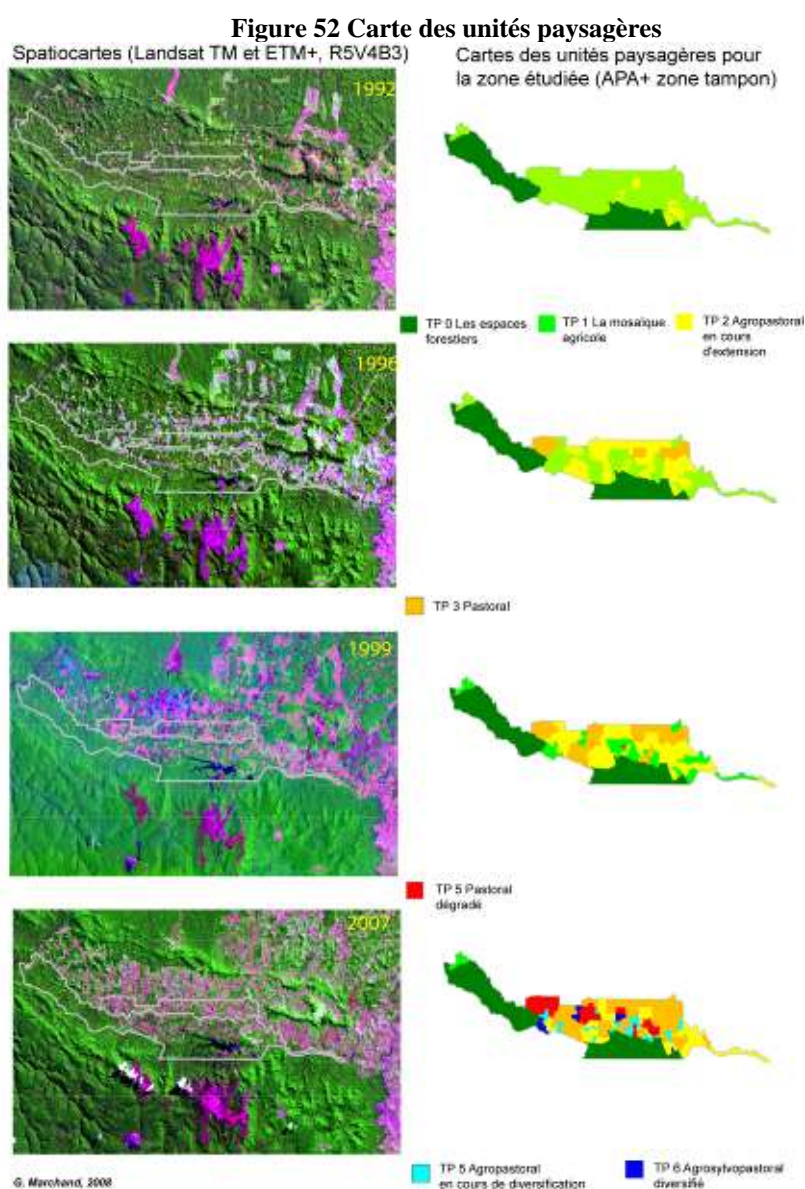 Figure 52 Carte des unités paysagères
Spatiocartes (Landsat TM et ETM+, R5V4B3)
Cartes des unités paysagères pour
la zone étudiée (APA+ zone tampon)
1992
TP 0 Les espaces
forestiers
TP 1 La mosaïque
agricole
TP 2 Agropastoral
en cours
d'extension
1996
TP 3 Pastoral
1999
TP 5 Pastoral
dégradé
2007
TP 5 Agropastoral
en cours de diversification
TP 6 Agrosylvopastoral
diversifié
G. Marchand, 2008